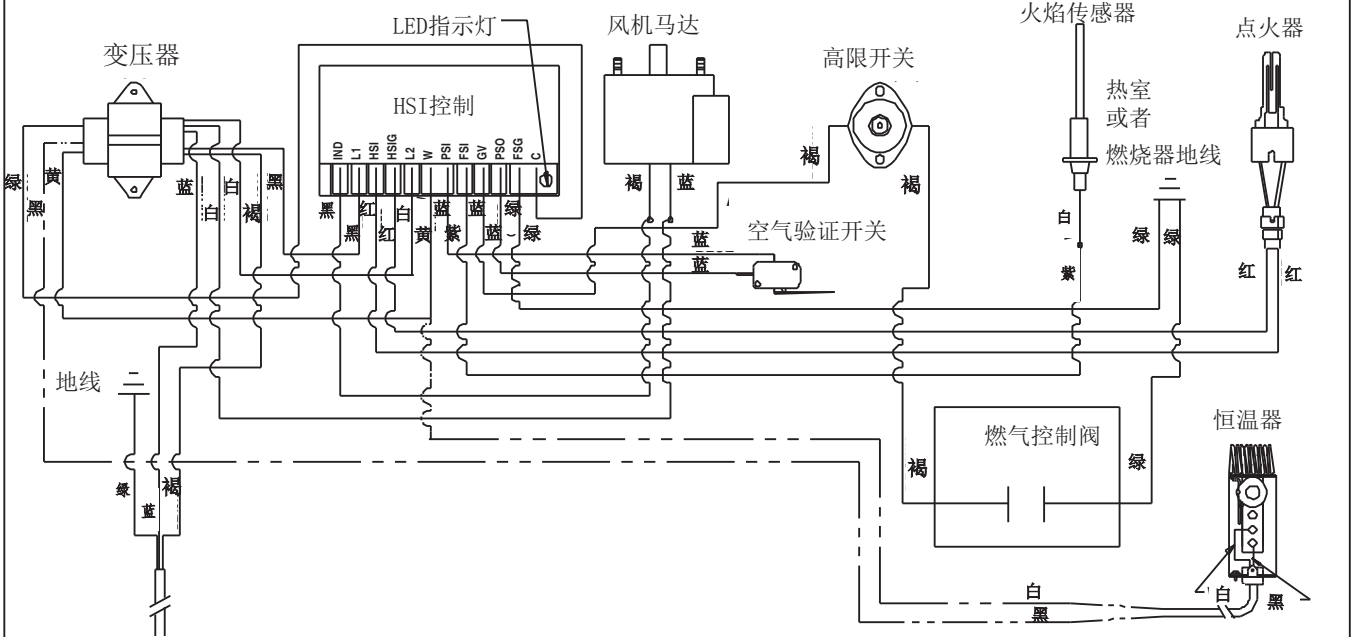 火焰传感器
LED指示灯
风机马达
点火器
变压器
高限开关
热室
或者
燃烧器地线
HSI控制
IND
L1
HSI
HSIG
L2
W
PSI
FSI
GV
PSO
FSG
C
绿
黑
黄
蓝
白
白
褐
黑
黑
黑
红
红
白
黄
蓝
紫
蓝
蓝
绿
绿
褐
蓝
褐
褐
蓝
蓝
空气验证开关
白
紫
绿
绿
红
红
地线
绿
蓝
褐
褐
燃气控制阀
绿
恒温器
白
黑
白
黑